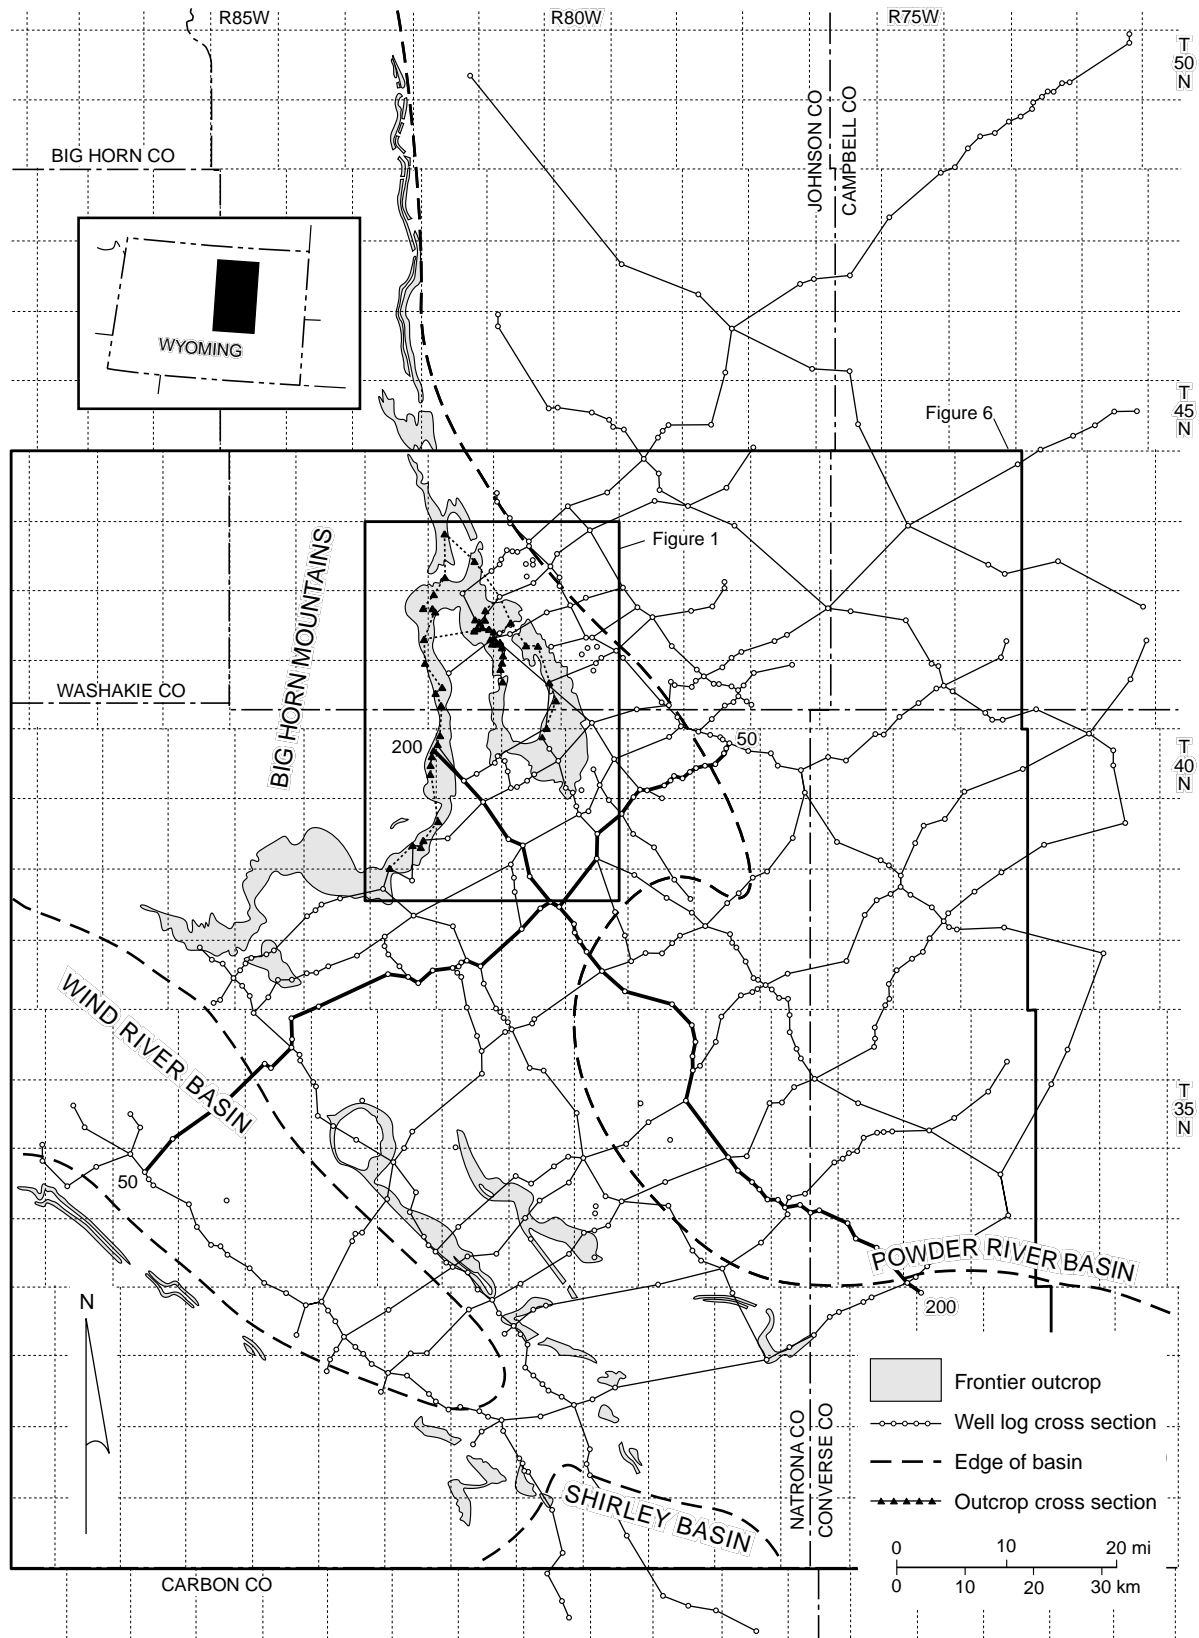 R85W
R80W
R75W
T
50
N
JOHNSON CO
CAMPBELL CO
BIG HORN CO
WYOMING
T
45
N
Figure 6
Figure 1
BIG HORN MOUNTAINS
WASHAKIE CO
200
50
T
40
N
WIND RIVER BASIN
T
35
N
50
POWDER RIVER BASIN
200
N
Frontier outcrop
Well log cross section
Edge of basin
Outcrop cross section
NATRONA CO
CONVERSE CO
SHIRLEY BASIN
0 10 20 mi
0 10 20 30 km
CARBON CO